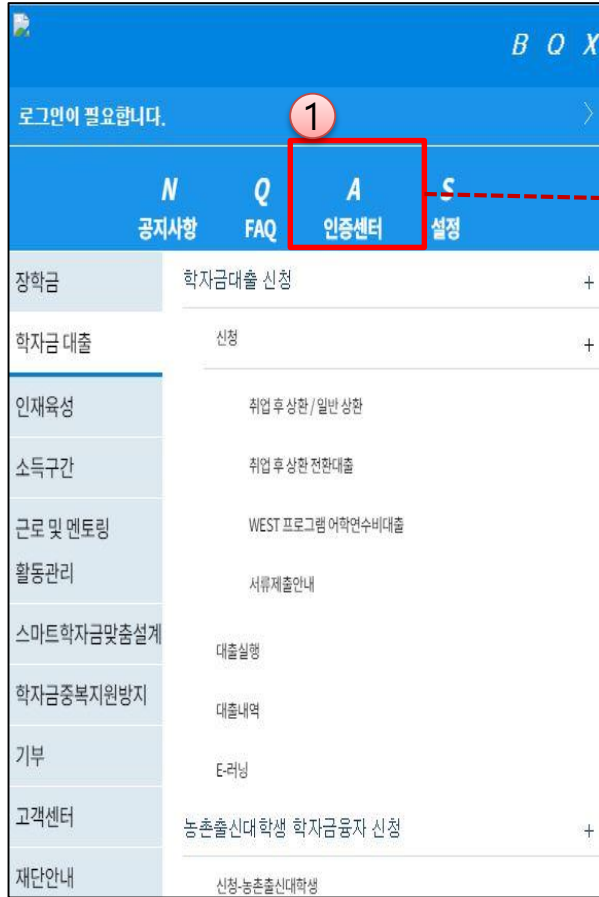 B Q X
로그인이 필요합니다.
1
N Q A S
공지사항 FAQ 인증센터 설정
장학금
학자금 대출
인재육성
소득구간
근로 및 멘토링
활동관리
스마트학자금맞춤설계
학자금중복지원방지
기부
고객센터
재단안내
학자금대출 신청 +
신청 +
취업 후 상환 / 일반 상환
취업 후 상환 전환대출
WEST 프로그램 어학연수비대출
서류제출안내
대출실행
대출내역
E-러닝
농촌출신대학생 학자금융자 신청 +
신청-농촌출신대학생